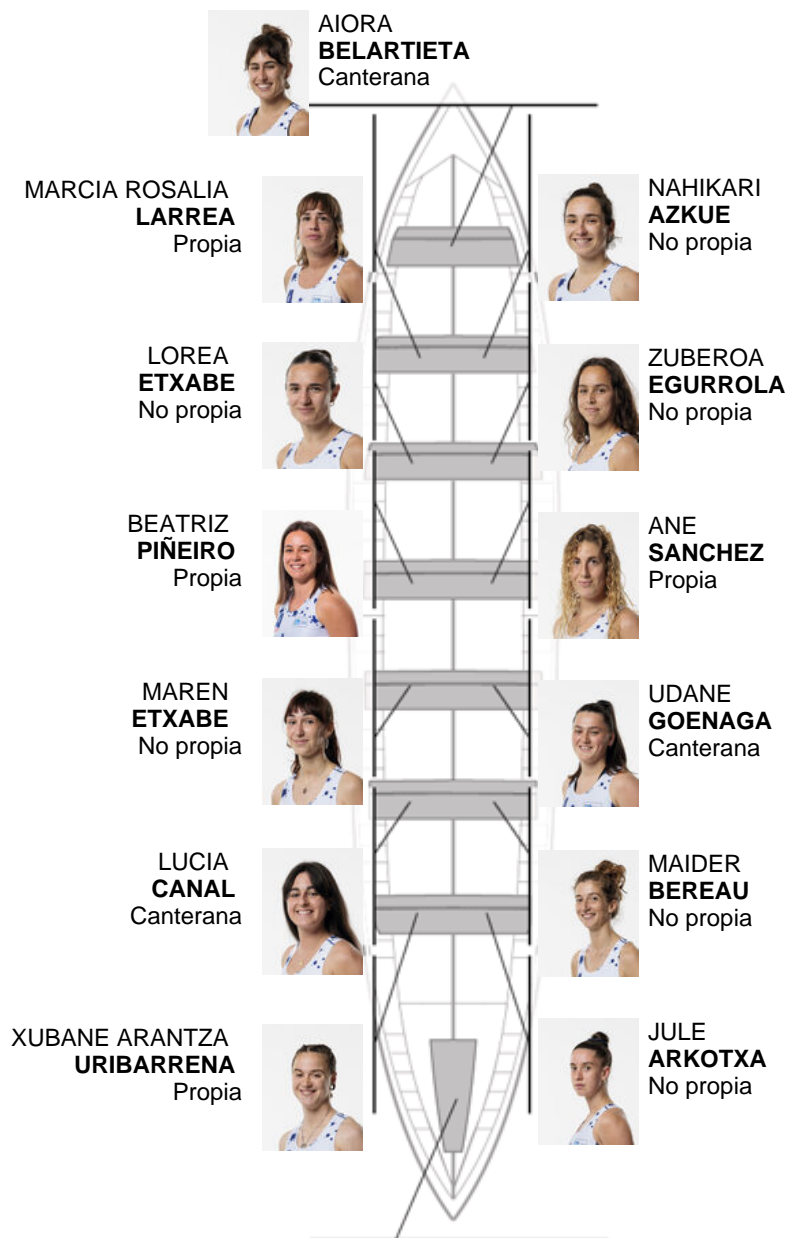 AIORA
BELARTIETA
Canterana
MARCIA ROSALIA
LARREA
Propia
NAHIKARI
AZKUE
No propia
LOREA
ETXABE
No propia
ZUBEROA
EGURROLA
No propia
BEATRIZ
PIÑEIRO
Propia
ANE
SANCHEZ
Propia
MAREN
ETXABE
No propia
UDANE
GOENAGA
Canterana
LUCIA
CANAL
Canterana
MAIDER
BEREAU
No propia
XUBANE ARANTZA
URIBARRENA
Propia
JULE
ARKOTXA
No propia